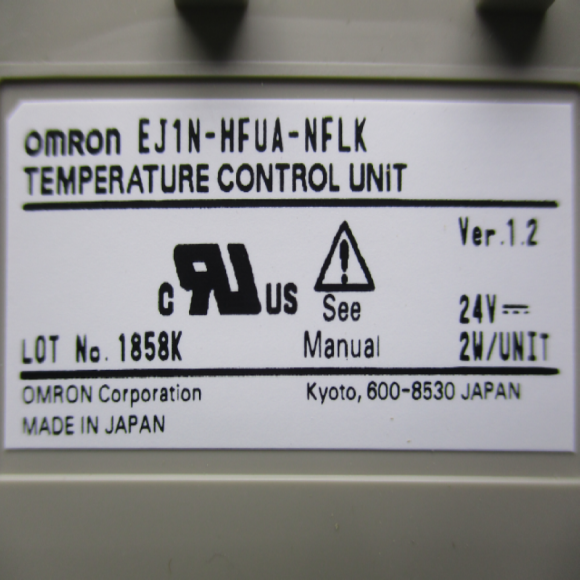 OMRON EJ1N-HFUA-NFLK
TEMPERATURE CONTROL UNIT
Ver.1.2
c RU US
See
Manual
24V
2W/UNIT
LOT No. 1858K
OMRON Corporation
Kyoto, 600-8530 JAPAN
MADE IN JAPAN